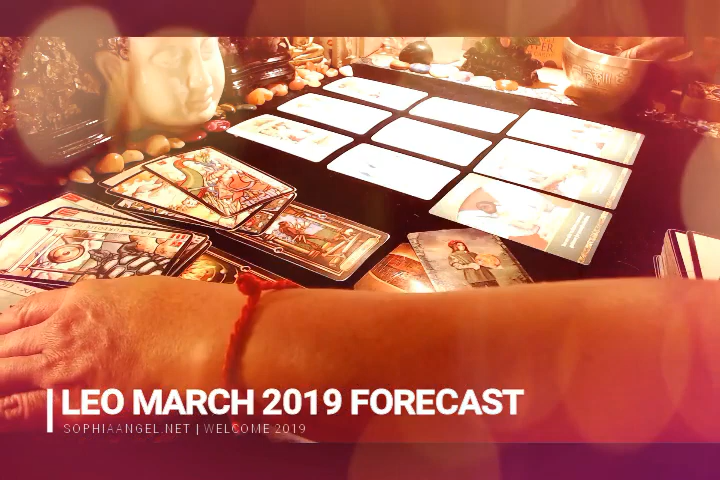 LEO MARCH 2019 FORECAST
SOPHIAANGEL.NET | WELCOME 2019